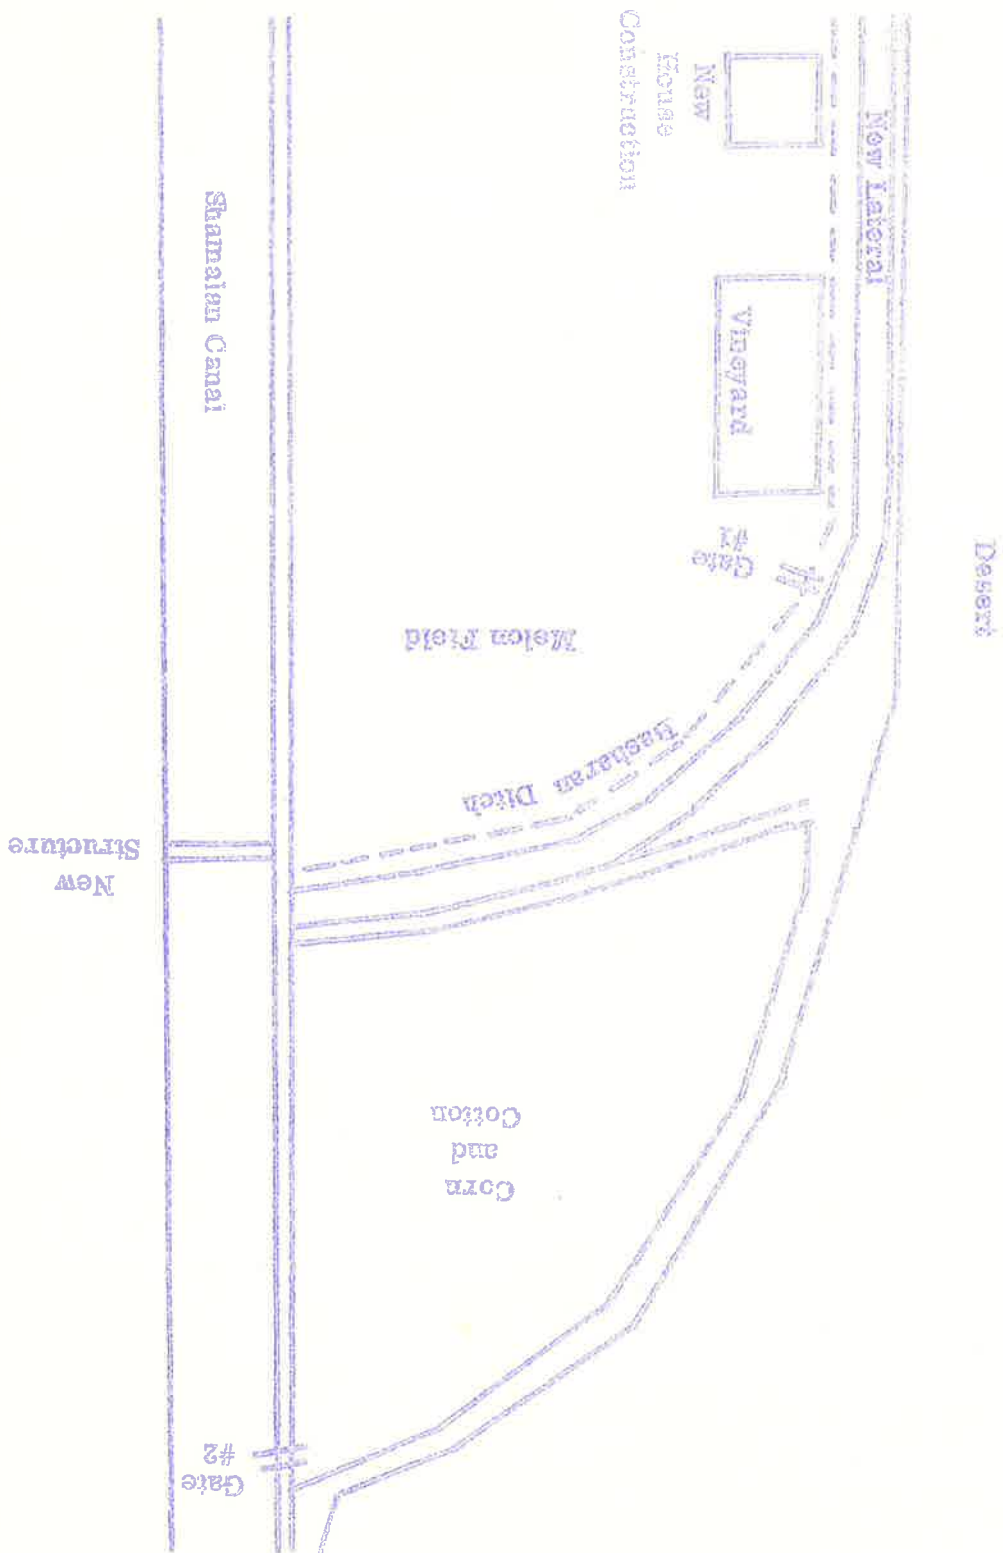 New
House
Construction
New Lateral
Shamalan Canal
Vineyard
Desert
Gate
#1
Melon Field
Bagharan Ditch
New
Structure
Corn
and
Cotton
Gate
#2